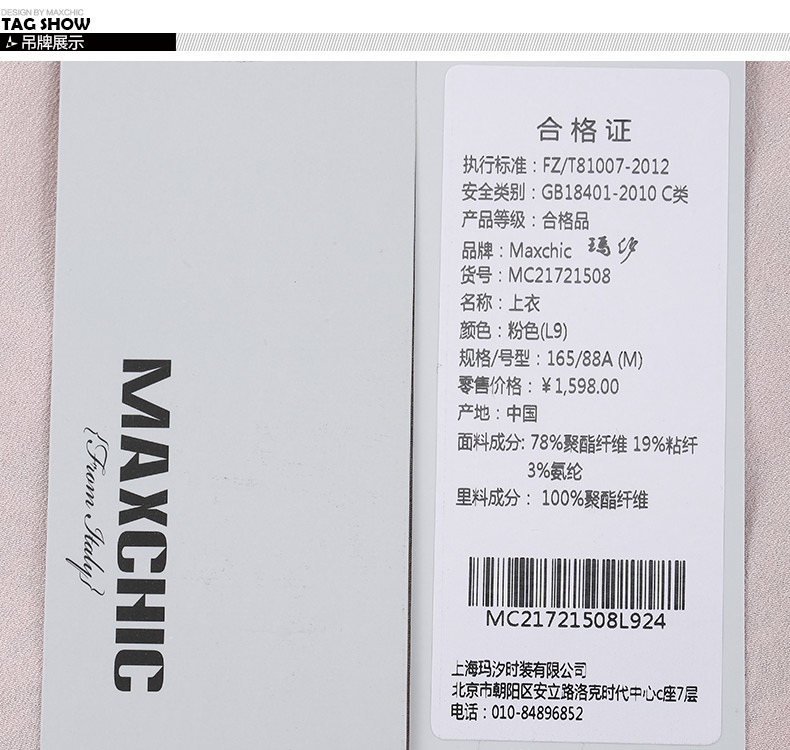 DESIGN BY MAXCHIC
TAG SHOW
吊牌展示
MAXCHIC
{From Italy}
合格证
执行标准：FZ/T81007-2012
安全类别：GB18401-2010 C类
产品等级：合格品
品牌：Maxchic 玛汐
货号：MC21721508
名称：上衣
颜色：粉色(L9)
规格/号型：165/88A (M)
零售价格：￥1,598.00
产地：中国
面料成分: 78%聚酯纤维 19%粘纤
3%氨纶
里料成分： 100%聚酯纤维
MC21721508L924
上海玛汐时装有限公司
北京市朝阳区安立路洛克时代中心c座7层
电话：010-84896852